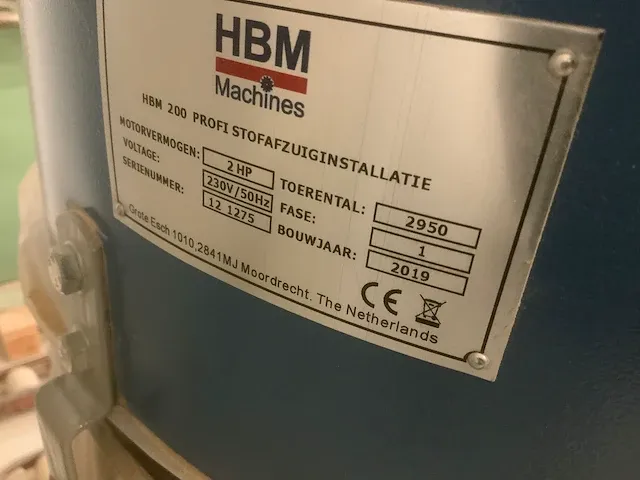 HBM
Machines
HBM 200 PROFI STOFAFZUIGINSTALLATIE
MOTORVERMOGEN: 2 HP TOERENTAL: 2950
VOLTAGE: 230V/50Hz FASE: 1
SERIENUMMER: 12 1275 BOUWJAAR: 2019
CE
Grote Esch 1010,2841MJ Moordrecht. The Netherlands